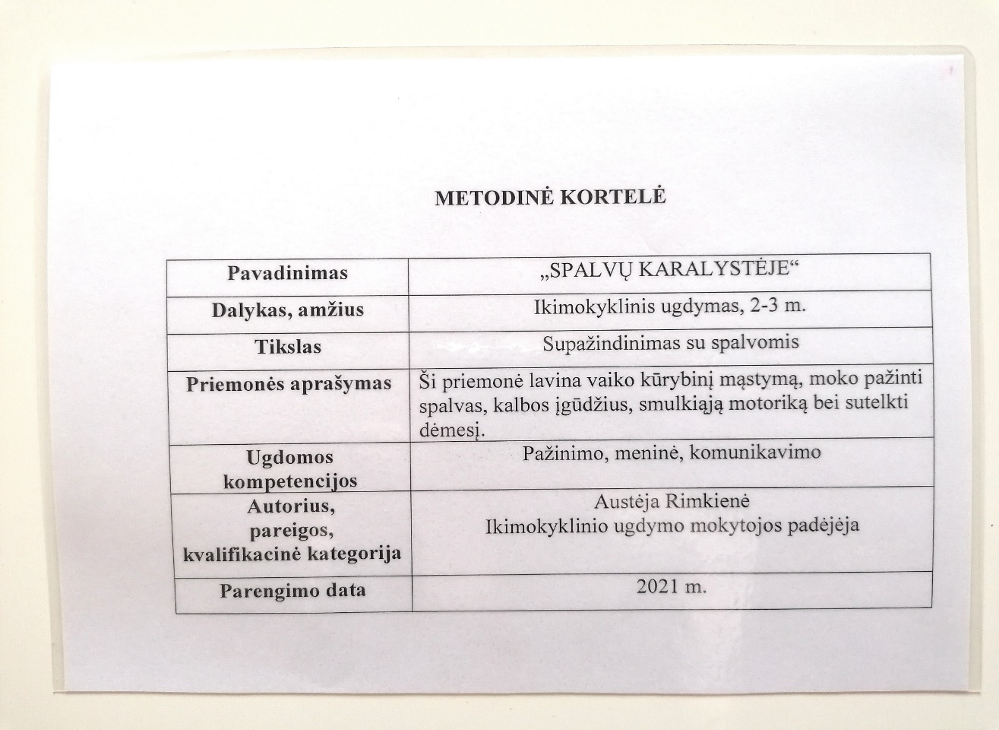 METODINĖ KORTELĖ
Pavadinimas
„SPALVŲ KARALYSTĖJE“
Dalykas, amžius
Ikimokyklinis ugdymas, 2-3 m.
Tikslas
Supažindinimas su spalvomis
Priemonės aprašymas
Ši priemonė lavina vaiko kūrybinį mąstymą, moko pažinti
spalvas, kalbos įgūdžius, smulkiąją motoriką bei sutelkti
dėmesį.
Ugdomos
kompetencijos
Pažinimo, meninė, komunikavimo
Autorius,
pareigos,
kvalifikacinė kategorija
Austėja Rimkienė
Ikimokyklinio ugdymo mokytojos padėjėja
Parengimo data
2021 m.